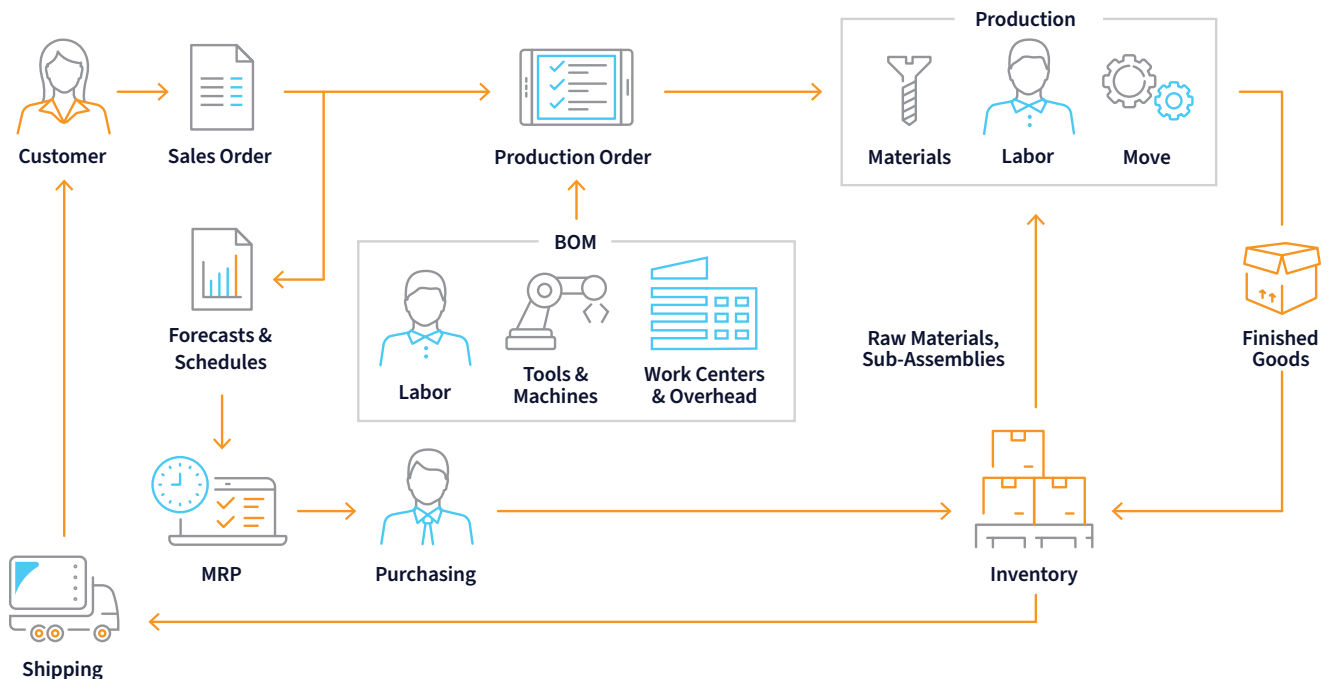 Production
Customer
Sales Order
Production Order
Materials
Labor
Move
BOM
Forecasts &
Schedules
Labor
Tools &
Machines
Work Centers
& Overhead
Raw Materials,
Sub-Assemblies
Finished
Goods
MRP
Purchasing
Inventory
Shipping